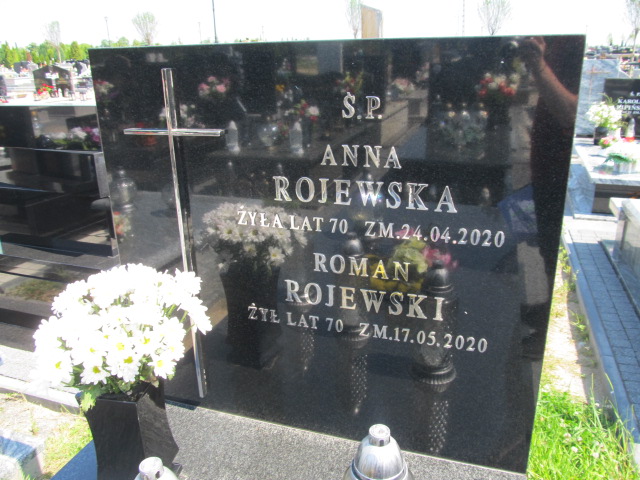 Ś.P.
ANNA
ROJEWSKA
ŻYŁA LAT 70 ZM.24.04.2020
ROMAN
ROJEWSKI
ŻYŁ LAT 70 ZM.17.05.2020